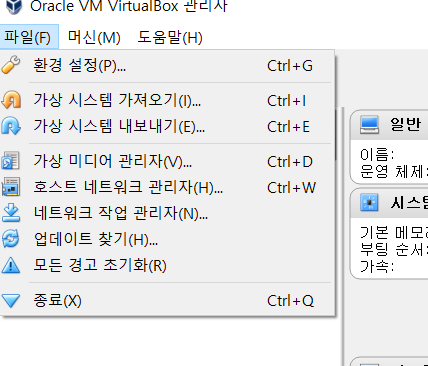 Oracle VM VirtualBox 관리자
파일(F) 머신(M) 도움말(H)
환경 설정(P)... Ctrl+G
가상 시스템 가져오기(I)... Ctrl+I
가상 시스템 내보내기(E)... Ctrl+E
가상 미디어 관리자(V)... Ctrl+D
호스트 네트워크 관리자(H)... Ctrl+W
네트워크 작업 관리자(N)...
업데이트 찾기(H)...
모든 경고 초기화(R)
종료(X) Ctrl+Q
일반
이름:
운영 체제:
시스템
기본 메모리
부팅 순서:
가속: